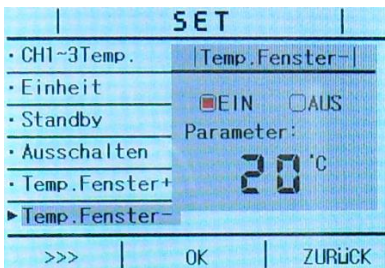 SET
· CH1~3Temp.
· Einheit
· Standby
· Ausschalten
· Temp.Fenster+
▶ Temp.Fenster-
|Temp.Fenster-|
EIN AUS
Parameter:
20 °C
>>> OK ZURÜCK